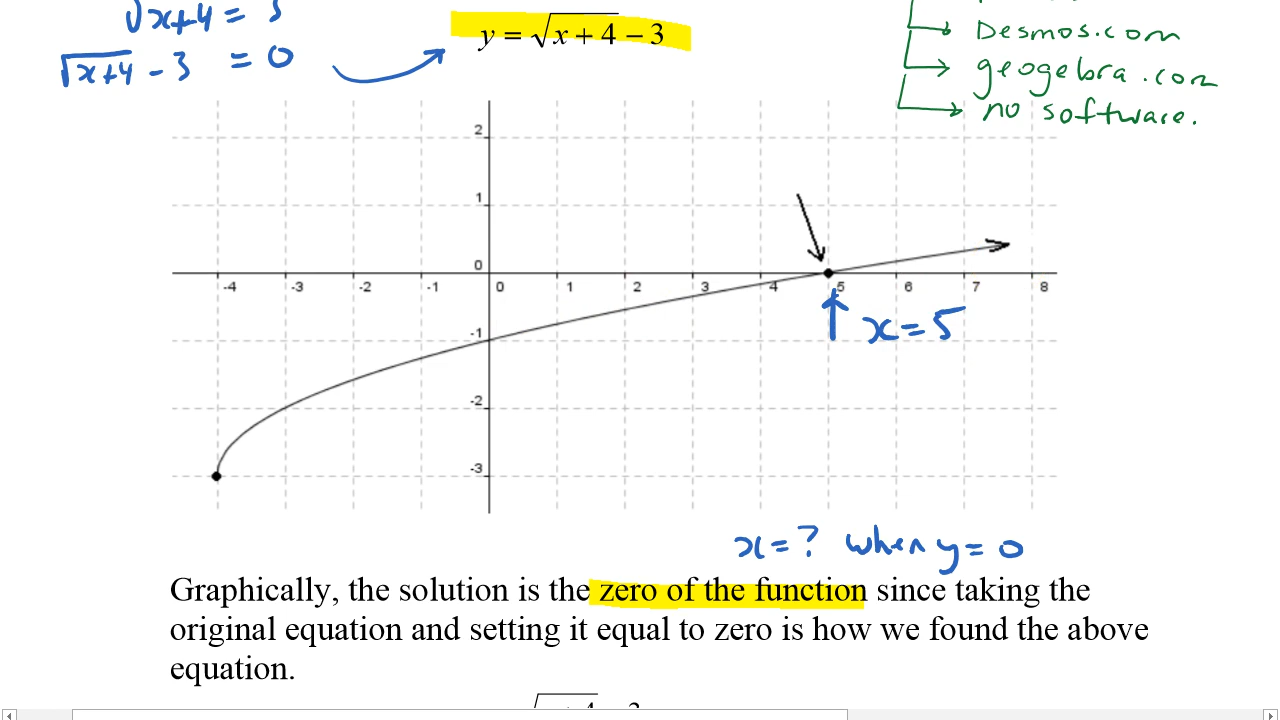 √x+4 =
y = √x + 4 − 3
√x+4 - 3 = 0
Desmos.com
geogebra.com
no software.
2
1
0
-4 -3 -2 -1 0 1 2 3 4 5 6 7 8
x = 5
-1
-2
-3
x = ? when y = 0
Graphically, the solution is the zero of the function since taking the
original equation and setting it equal to zero is how we found the above
equation.